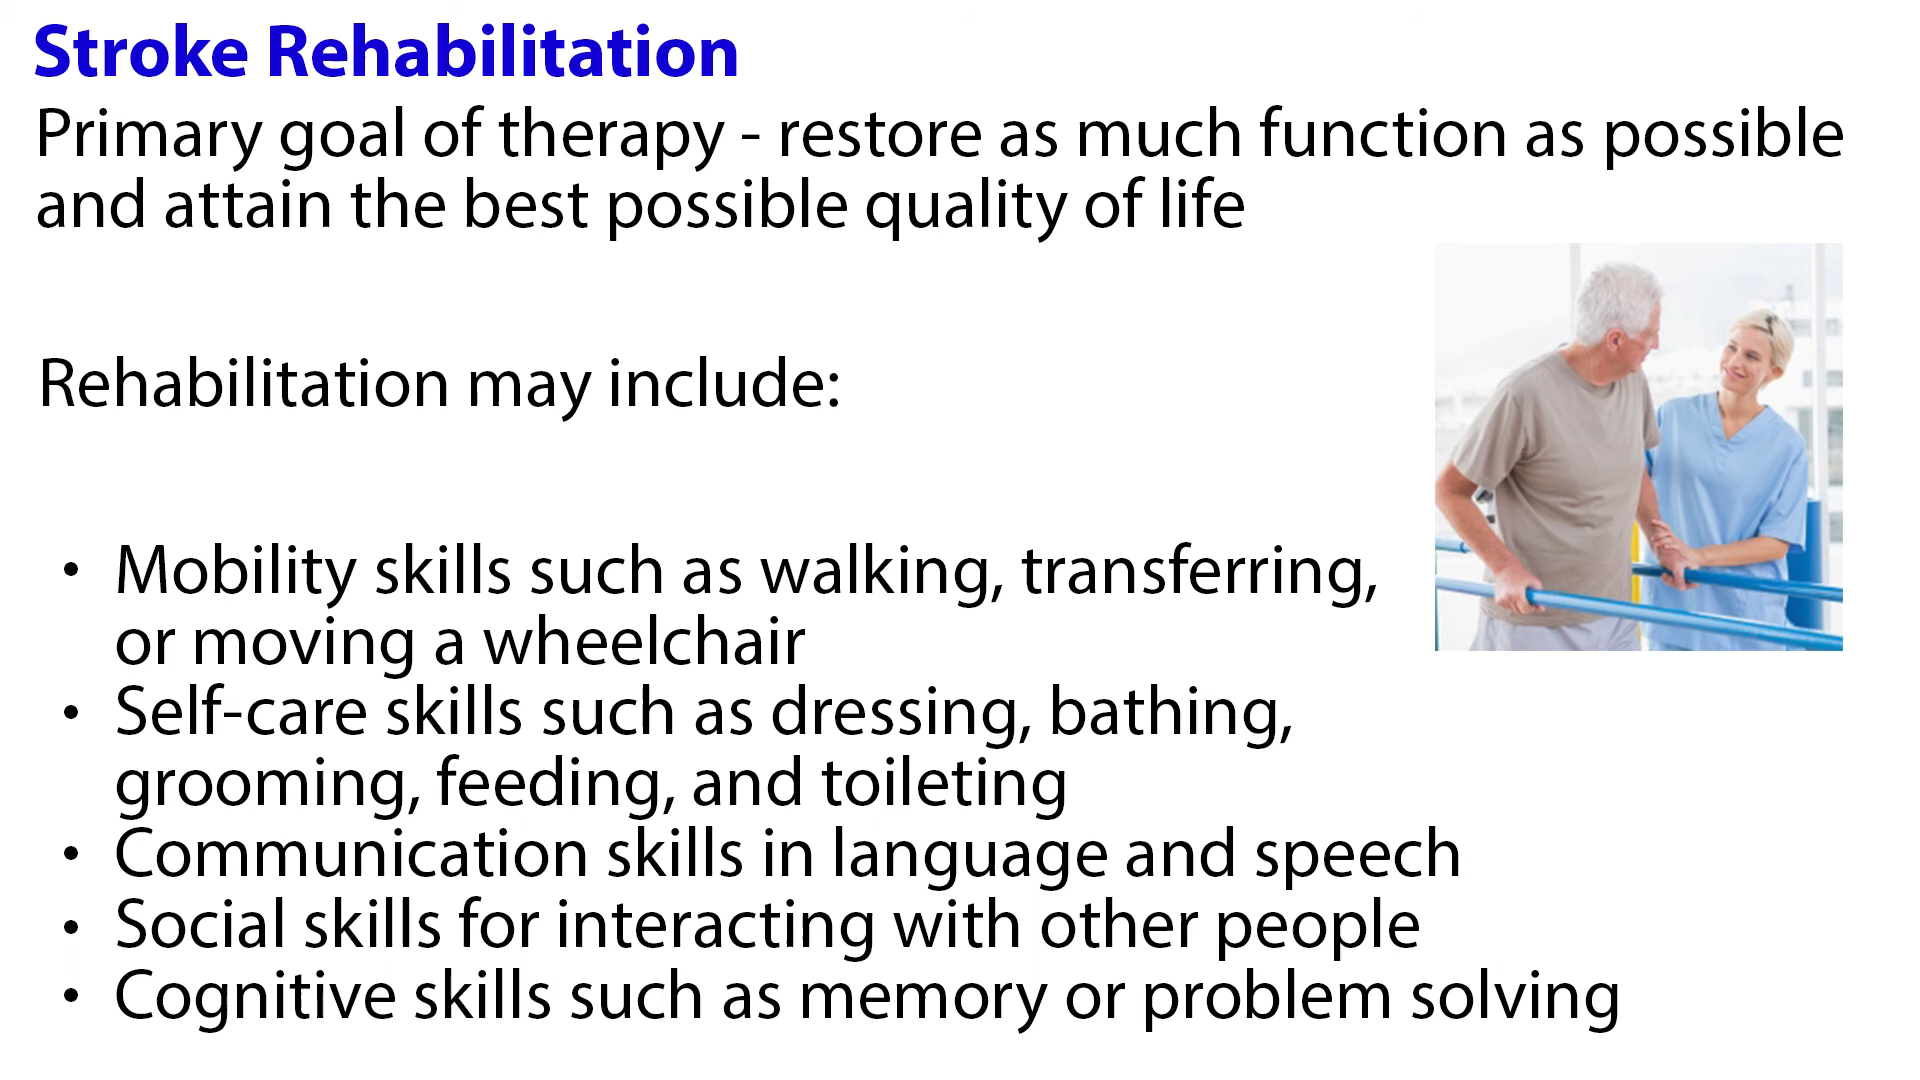 Stroke Rehabilitation
Primary goal of therapy - restore as much function as possible
and attain the best possible quality of life
Rehabilitation may include:
• Mobility skills such as walking, transferring,
or moving a wheelchair
• Self-care skills such as dressing, bathing,
grooming, feeding, and toileting
• Communication skills in language and speech
• Social skills for interacting with other people
• Cognitive skills such as memory or problem solving